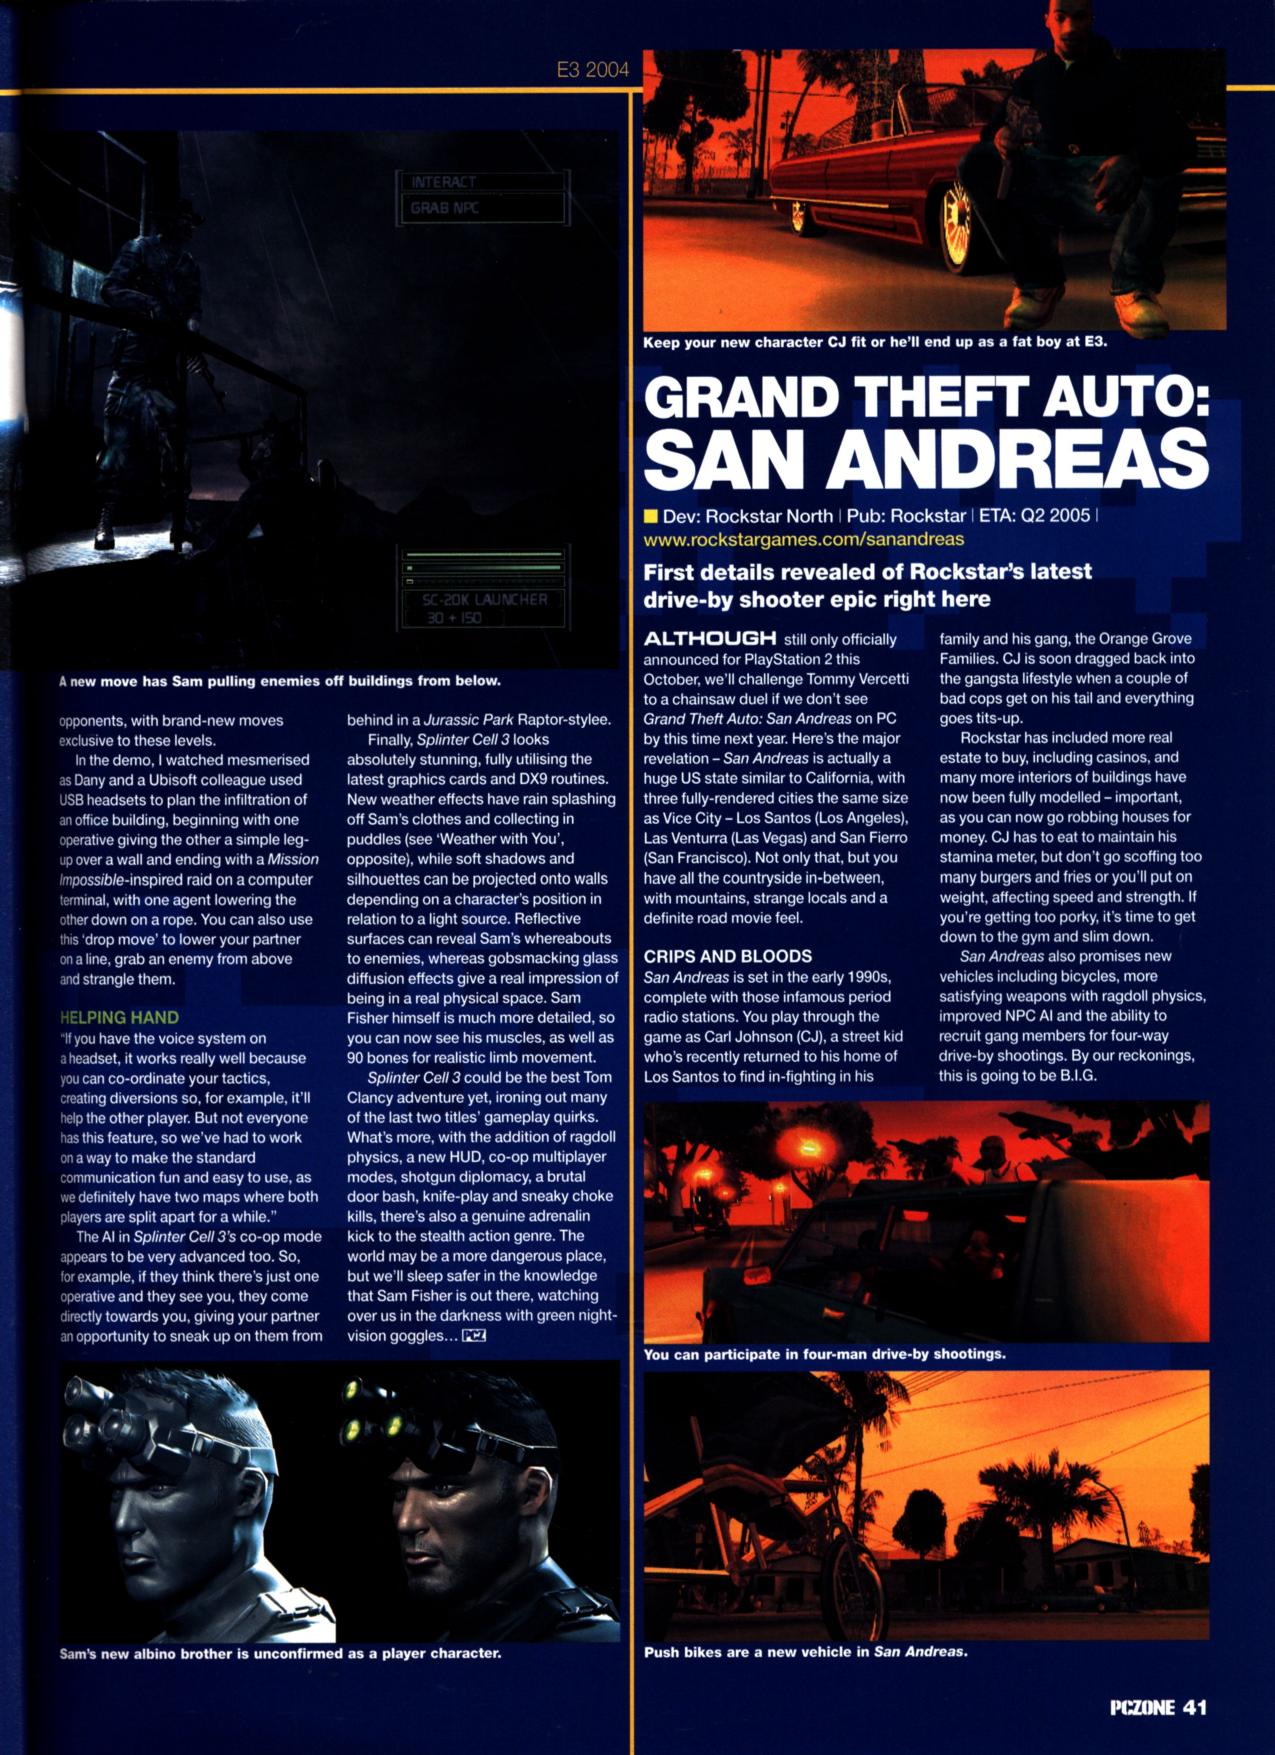 E3 2004
INTERACT
GRAB NPC
SC-20K LAUNCHER
30 + 150
A new move has Sam pulling enemies off buildings from below.
opponents, with brand-new moves
exclusive to these levels.
In the demo, I watched mesmerised
as Dany and a Ubisoft colleague used
USB headsets to plan the infiltration of
an office building, beginning with one
operative giving the other a simple leg-
up over a wall and ending with a Mission
Impossible-inspired raid on a computer
terminal, with one agent lowering the
other down on a rope. You can also use
this 'drop move' to lower your partner
on a line, grab an enemy from above
and strangle them.
HELPING HAND
"If you have the voice system on
a headset, it works really well because
you can co-ordinate your tactics,
creating diversions so, for example, it'll
help the other player. But not everyone
has this feature, so we've had to work
on a way to make the standard
communication fun and easy to use, as
we definitely have two maps where both
players are split apart for a while."
The AI in Splinter Cell 3's co-op mode
appears to be very advanced too. So,
for example, if they think there's just one
operative and they see you, they come
directly towards you, giving your partner
an opportunity to sneak up on them from
behind in a Jurassic Park Raptor-stylee.
Finally, Splinter Cell 3 looks
absolutely stunning, fully utilising the
latest graphics cards and DX9 routines.
New weather effects have rain splashing
off Sam's clothes and collecting in
puddles (see 'Weather with You',
opposite), while soft shadows and
silhouettes can be projected onto walls
depending on a character's position in
relation to a light source. Reflective
surfaces can reveal Sam's whereabouts
to enemies, whereas gobsmacking glass
diffusion effects give a real impression of
being in a real physical space. Sam
Fisher himself is much more detailed, so
you can now see his muscles, as well as
90 bones for realistic limb movement.
Splinter Cell 3 could be the best Tom
Clancy adventure yet, ironing out many
of the last two titles' gameplay quirks.
What's more, with the addition of ragdoll
physics, a new HUD, co-op multiplayer
modes, shotgun diplomacy, a brutal
door bash, knife-play and sneaky choke
kills, there's also a genuine adrenalin
kick to the stealth action genre. The
world may be a more dangerous place,
but we'll sleep safer in the knowledge
that Sam Fisher is out there, watching
over us in the darkness with green night-
vision goggles... PCZ
Sam's new albino brother is unconfirmed as a player character.
Keep your new character CJ fit or he'll end up as a fat boy at E3.
GRAND THEFT AUTO:
SAN ANDREAS
Dev: Rockstar North | Pub: Rockstar | ETA: Q2 2005 |
www.rockstargames.com/sanandreas
First details revealed of Rockstar's latest
drive-by shooter epic right here
ALTHOUGH still only officially
announced for PlayStation 2 this
October, we'll challenge Tommy Vercetti
to a chainsaw duel if we don't see
Grand Theft Auto: San Andreas on PC
by this time next year. Here's the major
revelation – San Andreas is actually a
huge US state similar to California, with
three fully-rendered cities the same size
as Vice City – Los Santos (Los Angeles),
Las Venturra (Las Vegas) and San Fierro
(San Francisco). Not only that, but you
have all the countryside in-between,
with mountains, strange locals and a
definite road movie feel.
CRIPS AND BLOODS
San Andreas is set in the early 1990s,
complete with those infamous period
radio stations. You play through the
game as Carl Johnson (CJ), a street kid
who's recently returned to his home of
Los Santos to find in-fighting in his
family and his gang, the Orange Grove
Families. CJ is soon dragged back into
the gangsta lifestyle when a couple of
bad cops get on his tail and everything
goes tits-up.
Rockstar has included more real
estate to buy, including casinos, and
many more interiors of buildings have
now been fully modelled – important,
as you can now go robbing houses for
money. CJ has to eat to maintain his
stamina meter, but don't go scoffing too
many burgers and fries or you'll put on
weight, affecting speed and strength. If
you're getting too porky, it's time to get
down to the gym and slim down.
San Andreas also promises new
vehicles including bicycles, more
satisfying weapons with ragdoll physics,
improved NPC AI and the ability to
recruit gang members for four-way
drive-by shootings. By our reckonings,
this is going to be B.I.G.
You can participate in four-man drive-by shootings.
Push bikes are a new vehicle in San Andreas.
PCZONE 41